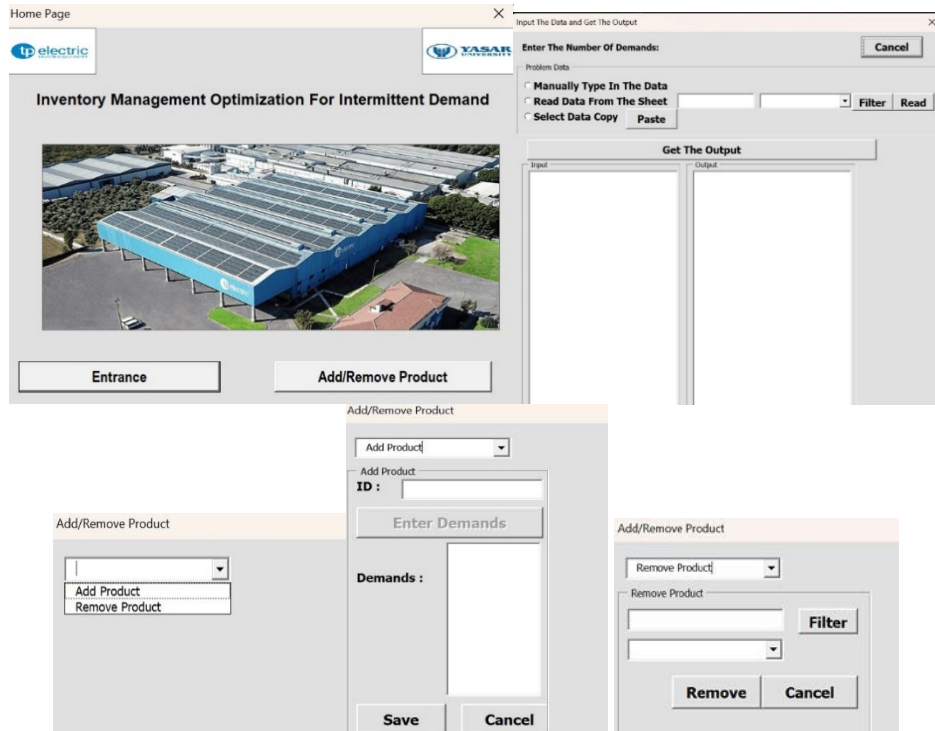 Home Page
tp electric
YASAR
UNIVERSITY
Inventory Management Optimization For Intermittent Demand
tp electric
Entrance
Add/Remove Product
Input The Data and Get The Output
Enter The Number Of Demands:
Cancel
Problem Data
Manually Type In The Data
Read Data From The Sheet
Filter
Read
Select Data Copy
Paste
Get The Output
Input
Output
Add/Remove Product
Add Product
Remove Product
Add/Remove Product
Add Product
Add Product
ID :
Enter Demands
Demands :
Save
Cancel
Add/Remove Product
Remove Product
Remove Product
Filter
Remove
Cancel